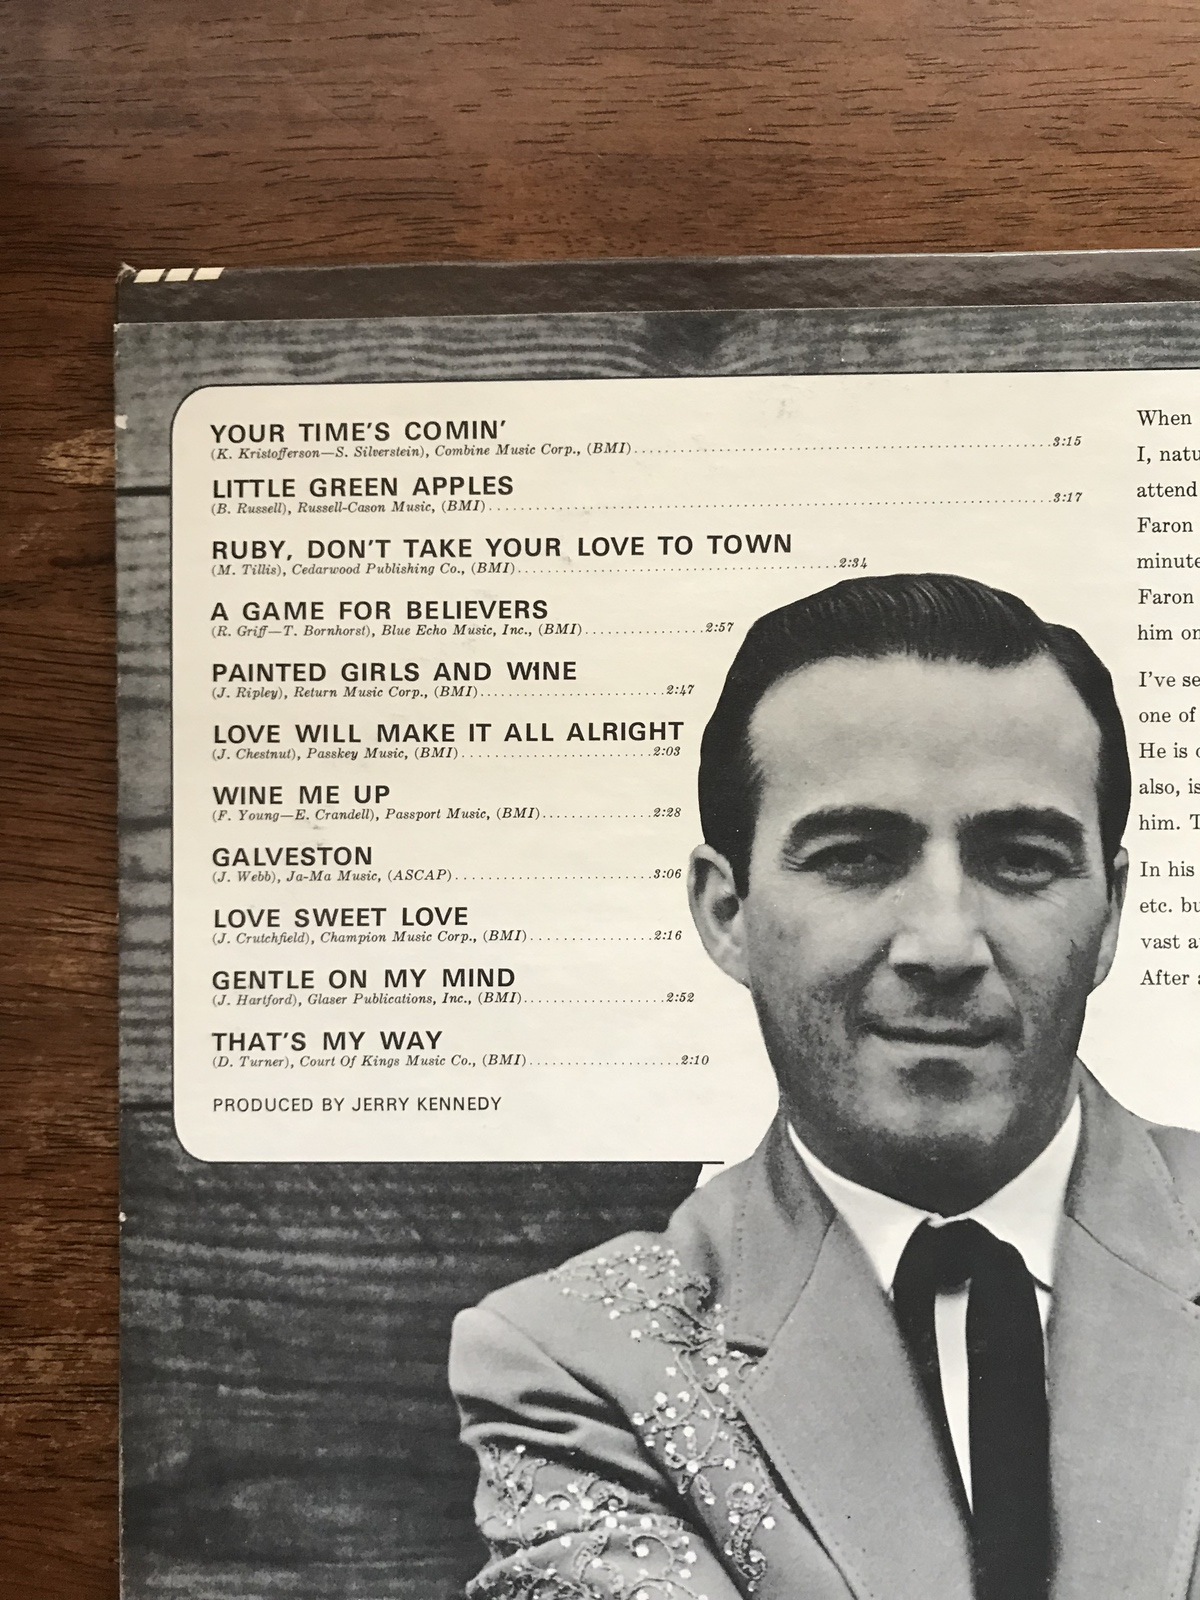 YOUR TIME'S COMIN'
(K. Kristofferson—S. Silverstein), Combine Music Corp., (BMI)........................................3:15
LITTLE GREEN APPLES
(B. Russell), Russell-Cason Music, (BMI)........................................3:17
RUBY, DON'T TAKE YOUR LOVE TO TOWN
(M. Tillis), Cedarwood Publishing Co., (BMI)........................................2:34
A GAME FOR BELIEVERS
(R. Griff—T. Bornhorst), Blue Echo Music, Inc., (BMI)...............2:57
PAINTED GIRLS AND WINE
(J. Ripley), Return Music Corp., (BMI)........................2:47
LOVE WILL MAKE IT ALL ALRIGHT
(J. Chestnut), Passkey Music, (BMI)........................2:03
WINE ME UP
(F. Young—E. Crandell), Passport Music, (BMI)..............2:28
GALVESTON
(J. Webb), Ja-Ma Music, (ASCAP)........................3:06
LOVE SWEET LOVE
(J. Crutchfield), Champion Music Corp., (BMI)...............2:16
GENTLE ON MY MIND
(J. Hartford), Glaser Publications, Inc., (BMI)..................2:52
THAT'S MY WAY
(D. Turner), Court Of Kings Music Co., (BMI)...................2:10
PRODUCED BY JERRY KENNEDY
When
I, natu
attend
Faron
minute
Faron
him on
I've se
one of
He is
also, is
him. T
In his
etc. bu
vast a
After a